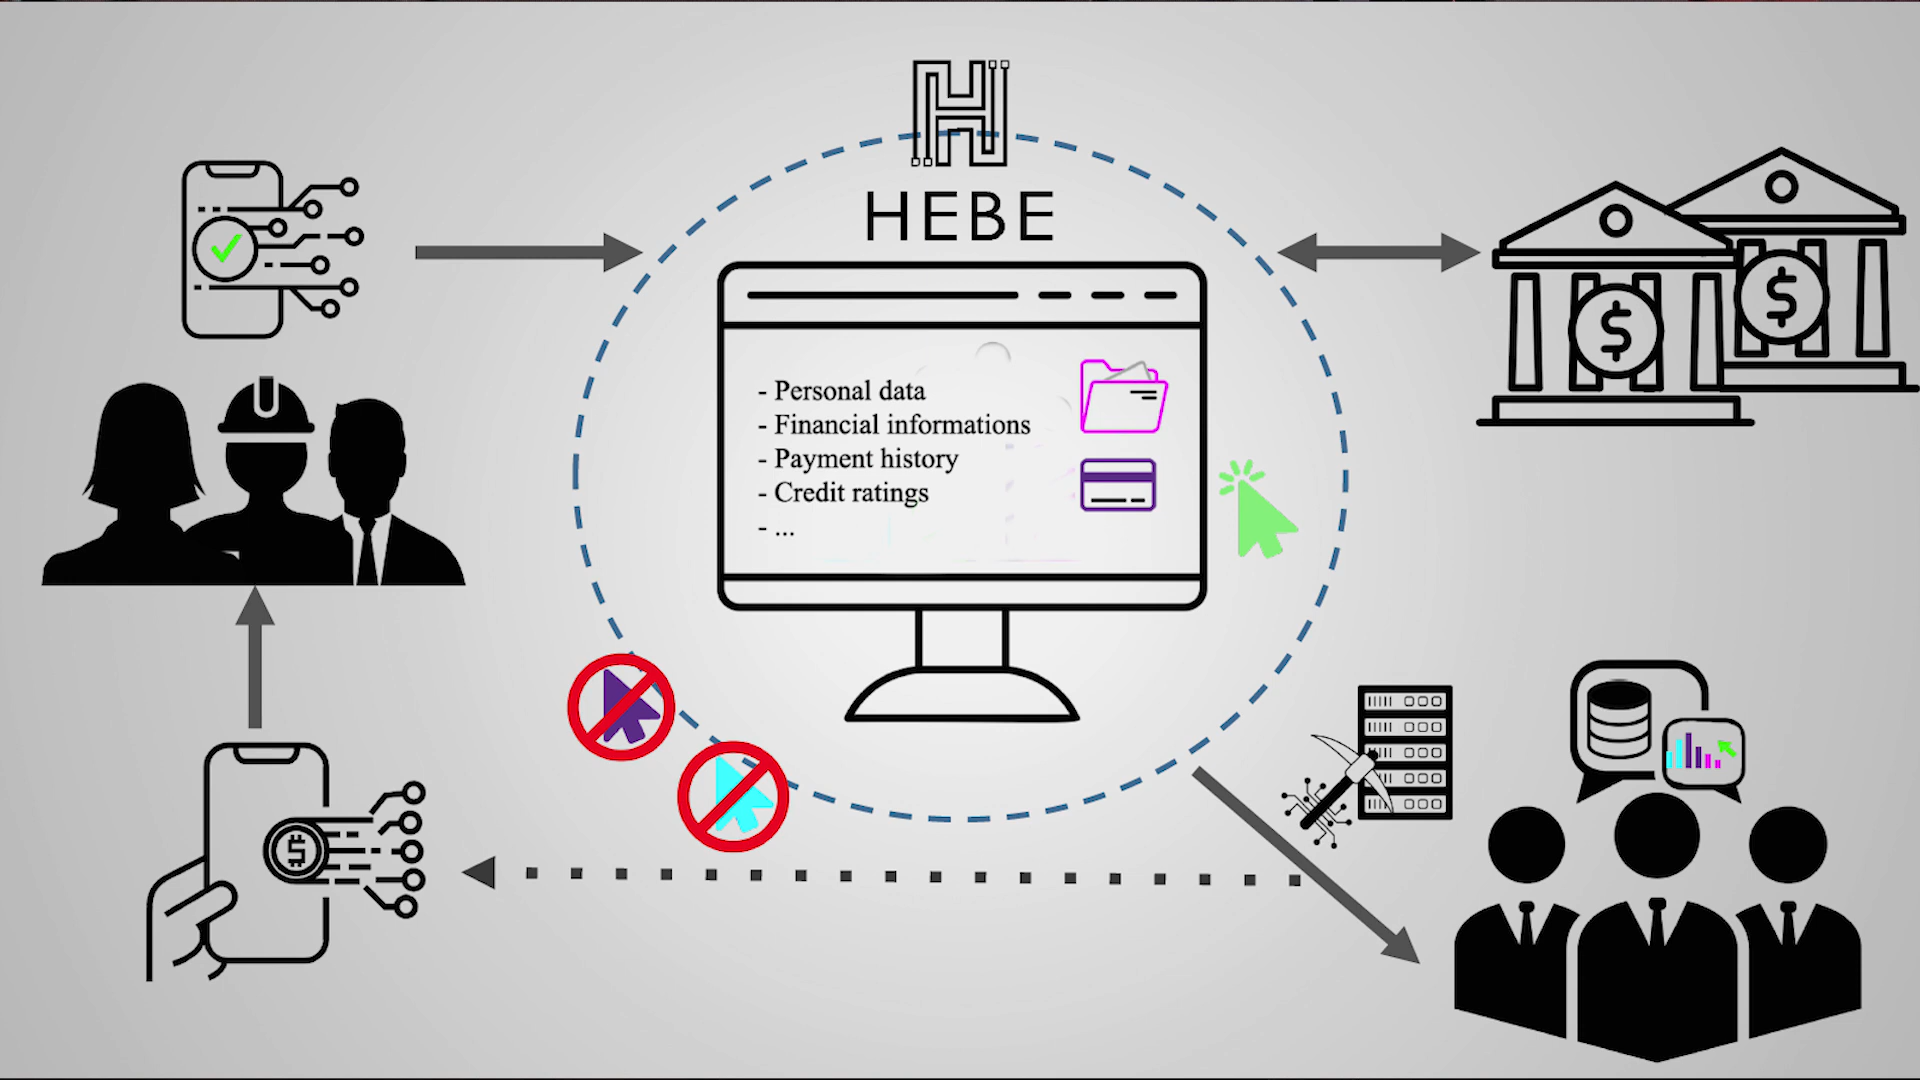 HEBE
- Personal data
- Financial informations
- Payment history
- Credit ratings
- ...
$
$
$